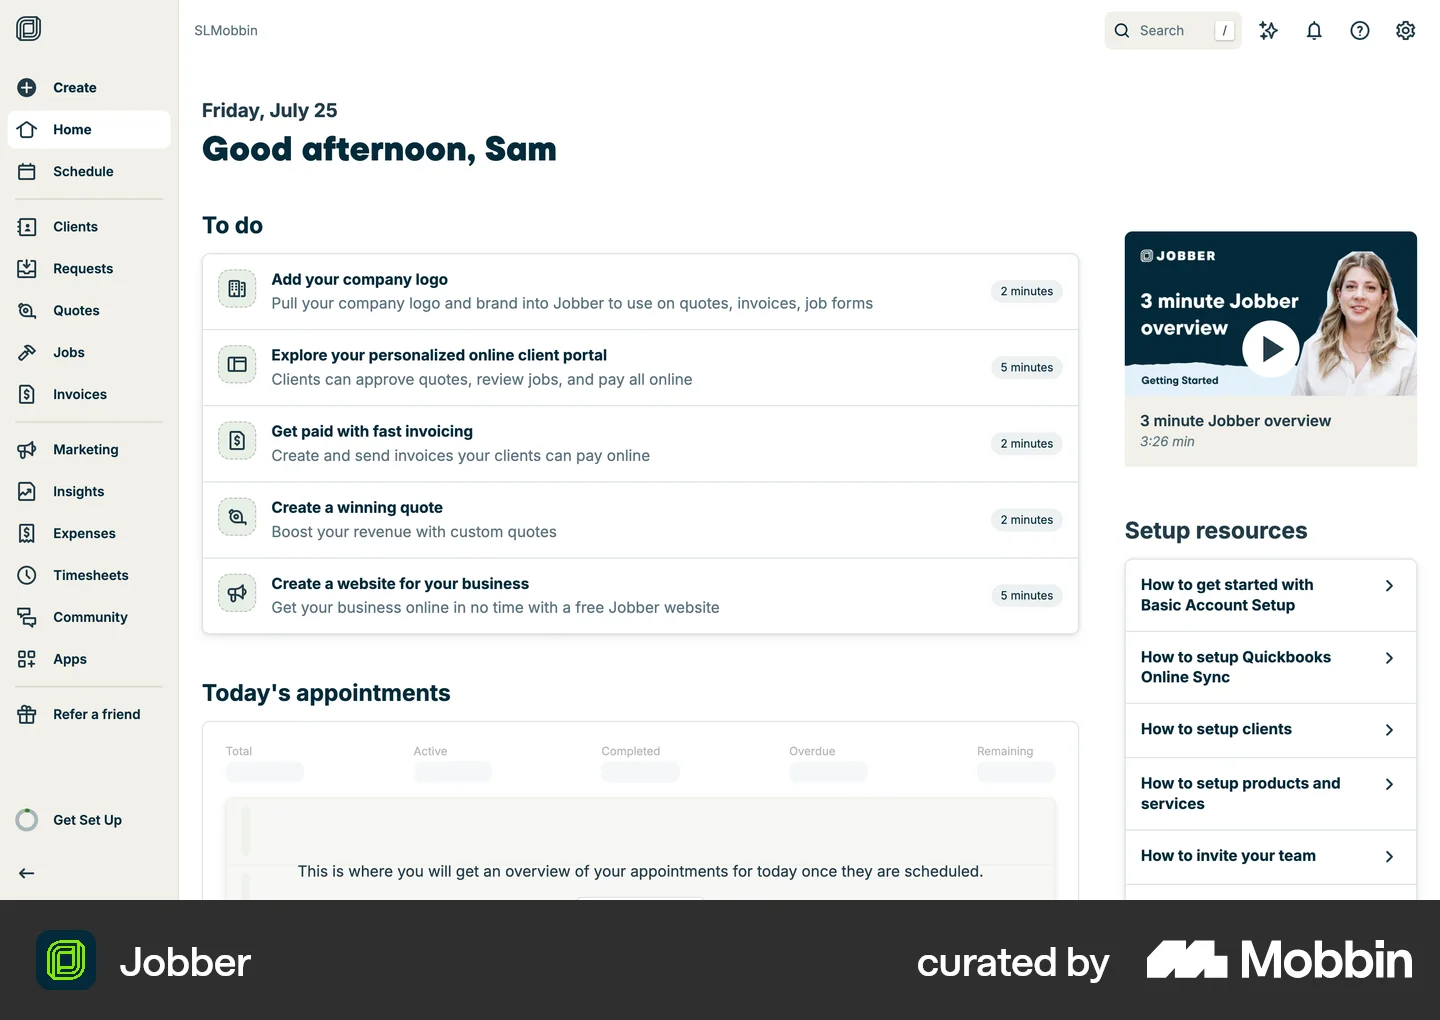 SLMobbin
Search /
Create
Home
Schedule
Clients
Requests
Quotes
Jobs
Invoices
Marketing
Insights
Expenses
Timesheets
Community
Apps
Refer a friend
Get Set Up
Friday, July 25
Good afternoon, Sam
To do
Add your company logo
Pull your company logo and brand into Jobber to use on quotes, invoices, job forms
2 minutes
Explore your personalized online client portal
Clients can approve quotes, review jobs, and pay all online
5 minutes
Get paid with fast invoicing
Create and send invoices your clients can pay online
2 minutes
Create a winning quote
Boost your revenue with custom quotes
2 minutes
Create a website for your business
Get your business online in no time with a free Jobber website
5 minutes
Today's appointments
Total Active Completed Overdue Remaining
This is where you will get an overview of your appointments for today once they are scheduled.
JOBBER
3 minute Jobber
overview
Getting Started
3 minute Jobber overview
3:26 min
Setup resources
How to get started with
Basic Account Setup
How to setup Quickbooks
Online Sync
How to setup clients
How to setup products and
services
How to invite your team
Jobber
curated by Mobbin